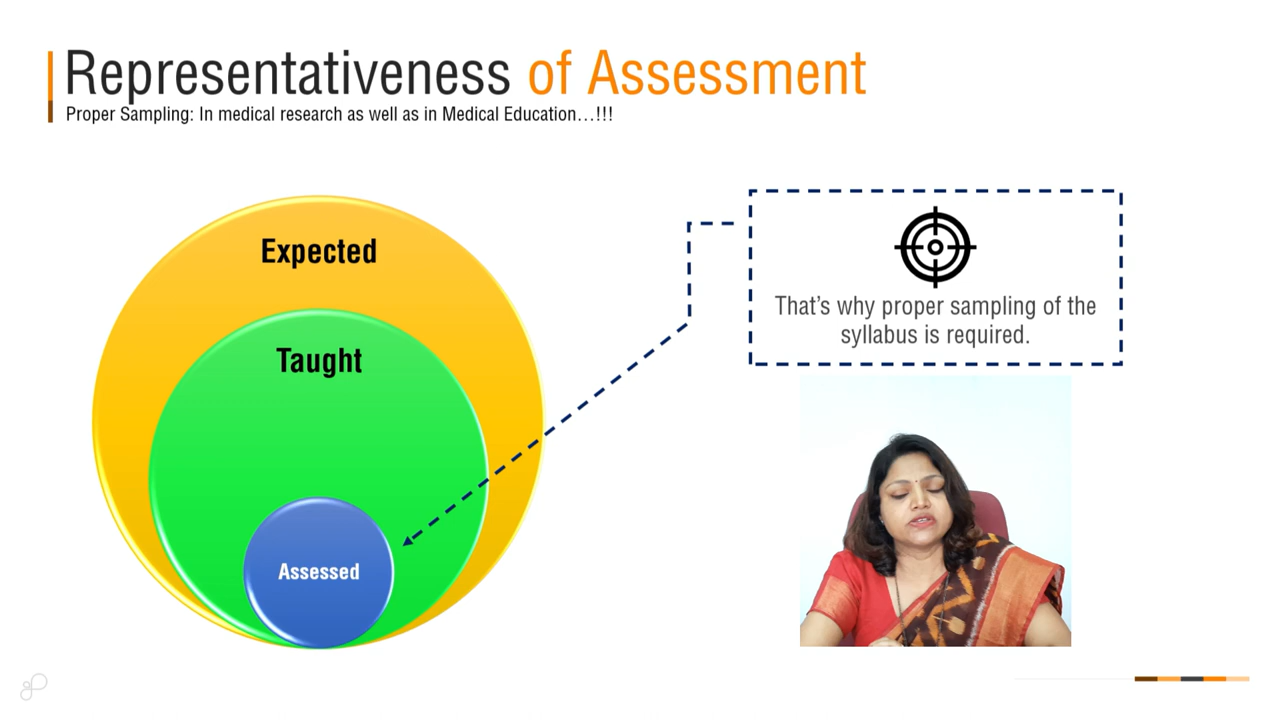 Representativeness of Assessment
Proper Sampling: In medical research as well as in Medical Education...!!!
Expected
Taught
Assessed
That's why proper sampling of the
syllabus is required.